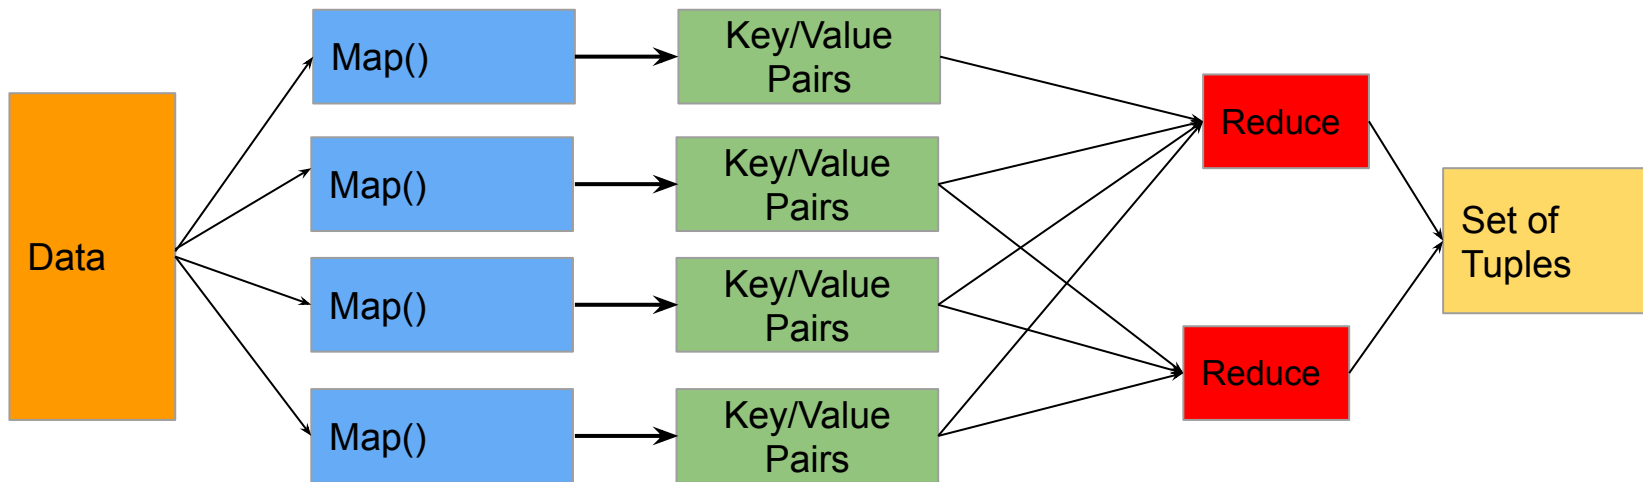 Data
Map()
Map()
Map()
Map()
Key/Value
Pairs
Key/Value
Pairs
Key/Value
Pairs
Key/Value
Pairs
Reduce
Reduce
Set of
Tuples